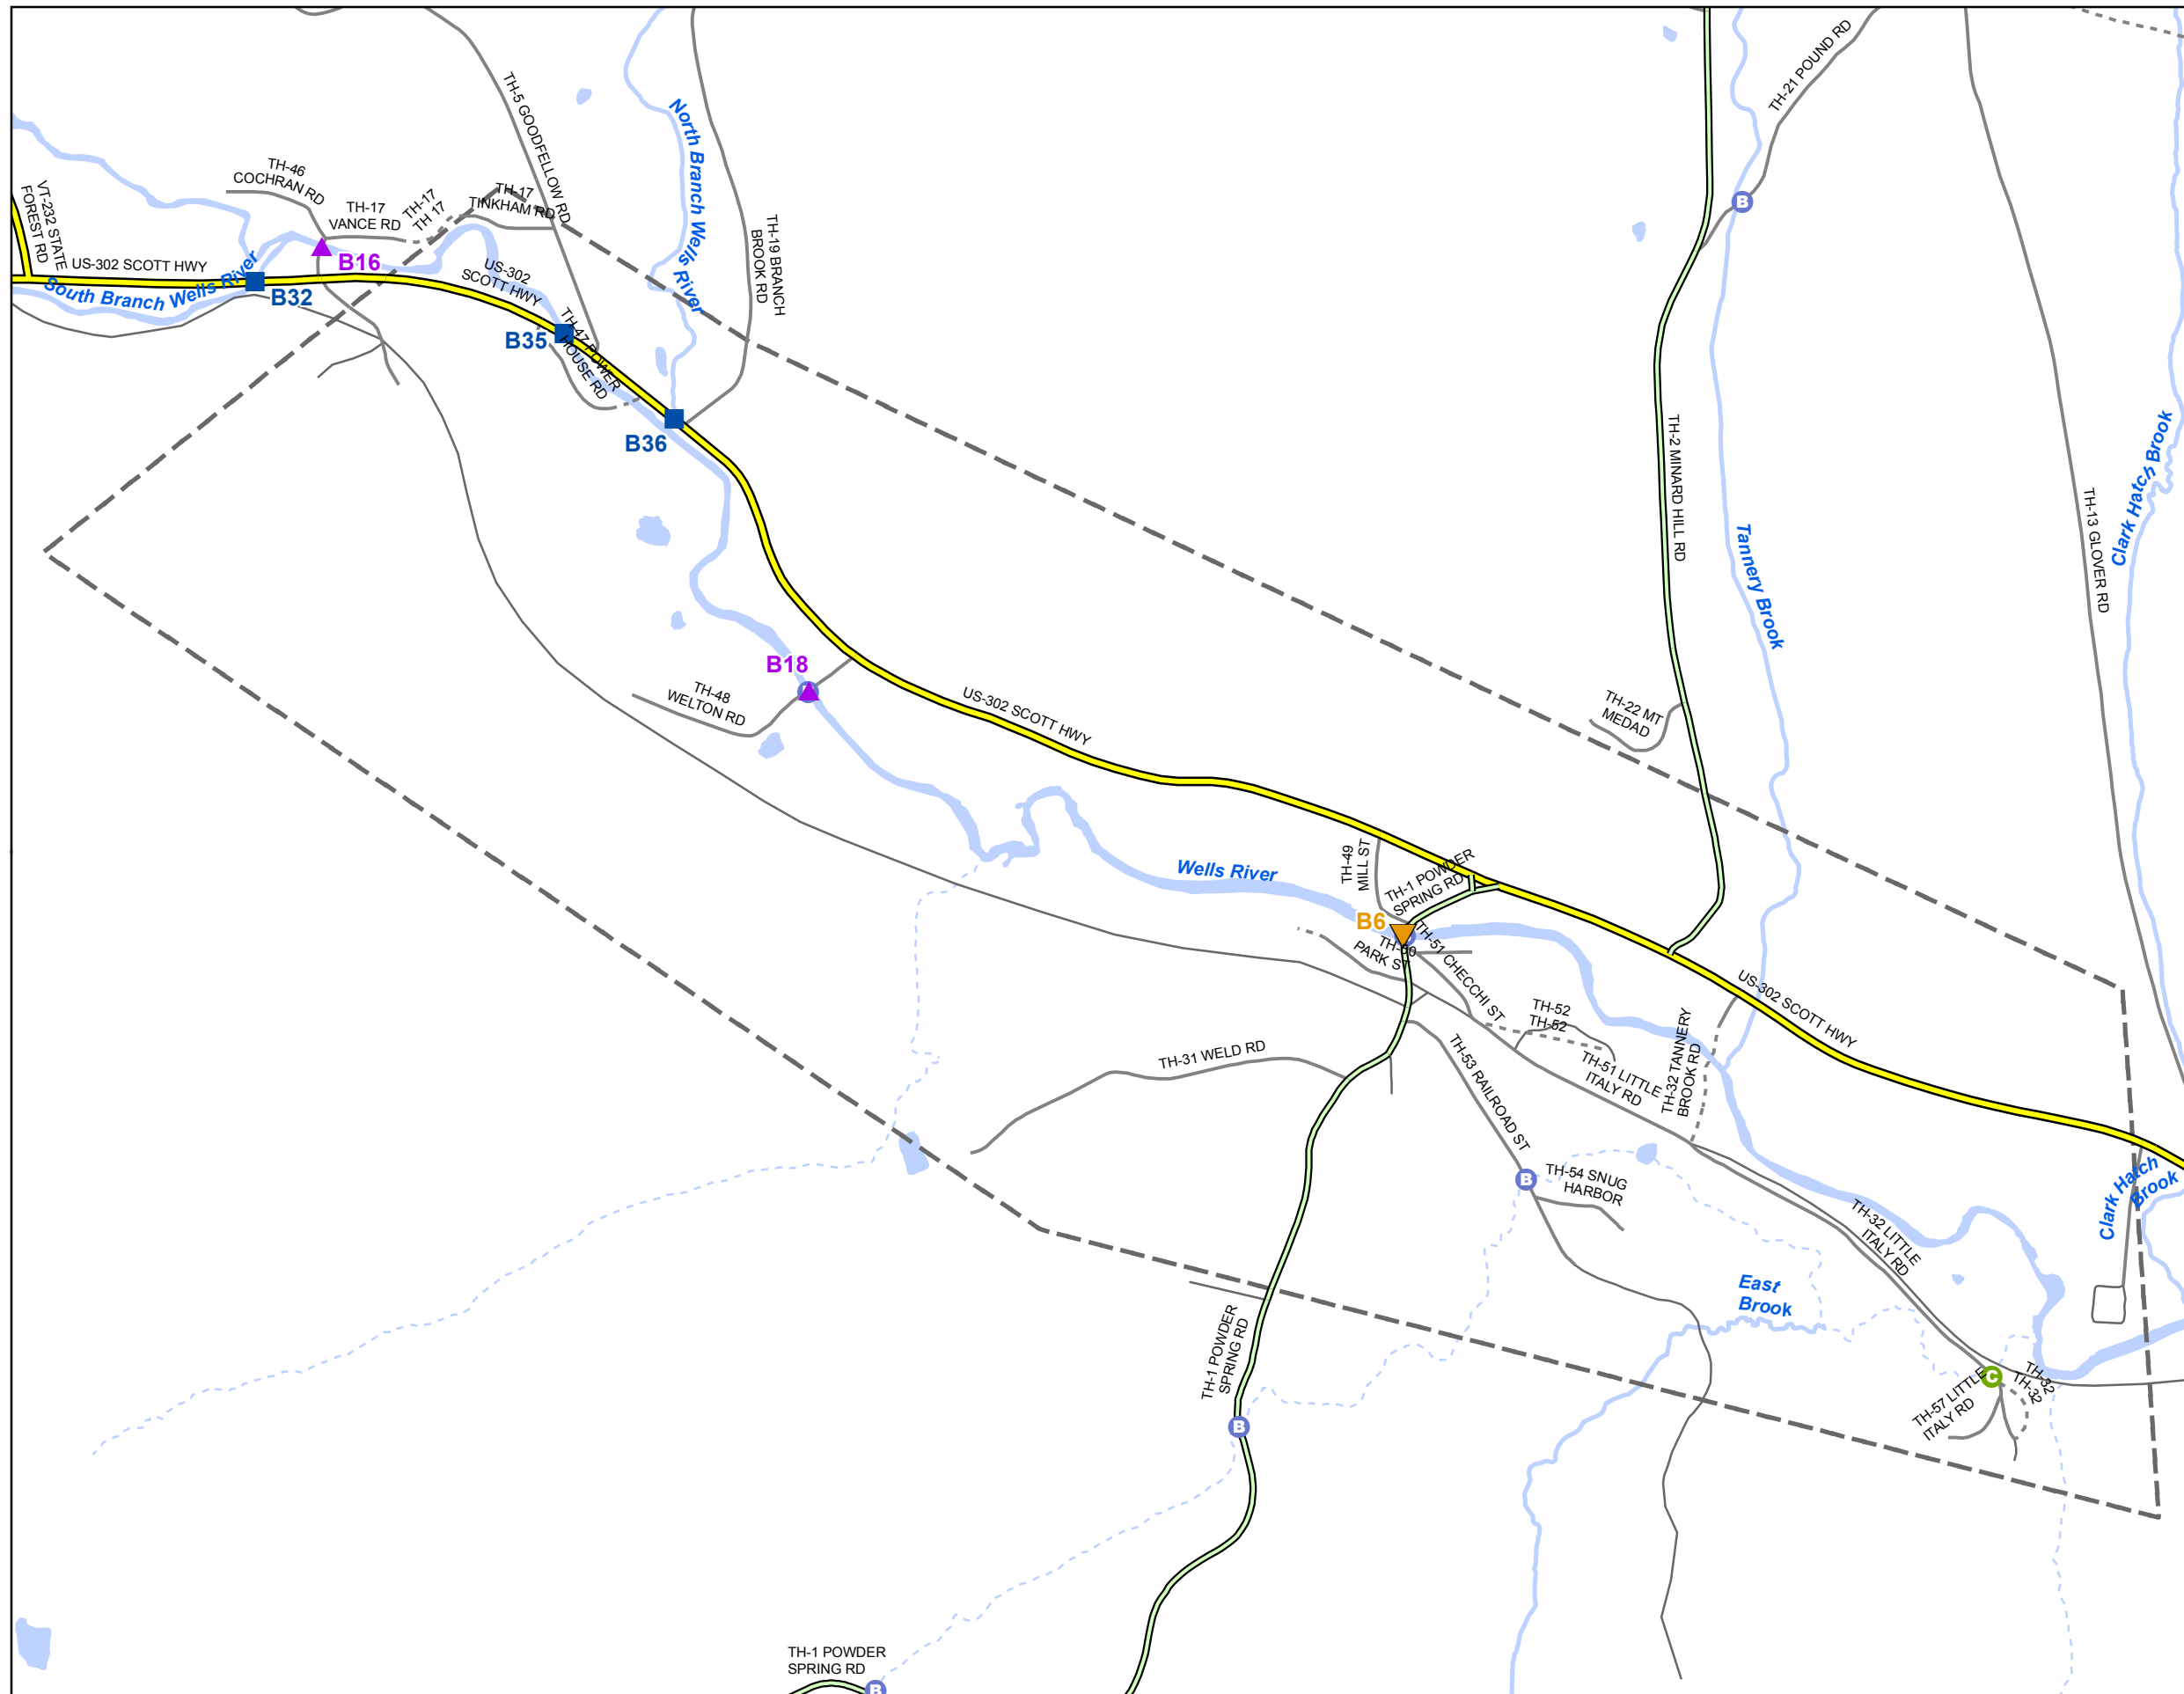 TH-21 POUND RD
TH-5 GOODFELLOW RD
North Branch Wells River
TH-46
COCHRAN RD
TH-17
VANCE RD
TH-17
TH 17
TH-17
TINKHAM RD
VT-232 STATE
FOREST RD
TH-19 BRANCH
BROOK RD
B
US-302 SCOTT HWY
B16
US-302
SCOTT HWY
South Branch Wells River
B32
B35
TH-47 POWER
HOUSE RD
B36
TH-2 MINARD HILL RD
Clark Hatch Brook
TH-13 GLOVER RD
Tannery Brook
B18
TH-48
WELTON RD
US-302 SCOTT HWY
TH-22 MT
MEDAD
TH-49
MILL ST
TH-1 POWDER
SPRING RD
Wells River
B6
TH-50
PARK ST
TH-51 CHECCHI ST
US-302 SCOTT HWY
TH-52
TH-52
TH-31 WELD RD
TH-53 RAILROAD ST
TH-51 LITTLE
ITALY RD
TH-32 TANNERY
BROOK RD
B
TH-54 SNUG
HARBOR
Clark Hatch
Brook
TH-32 LITTLE
ITALY RD
East
Brook
TH-1 POWDER
SPRING RD
C
TH-32
TH-32
TH-57 LITTLE
ITALY RD
B
TH-1 POWDER
SPRING RD
B